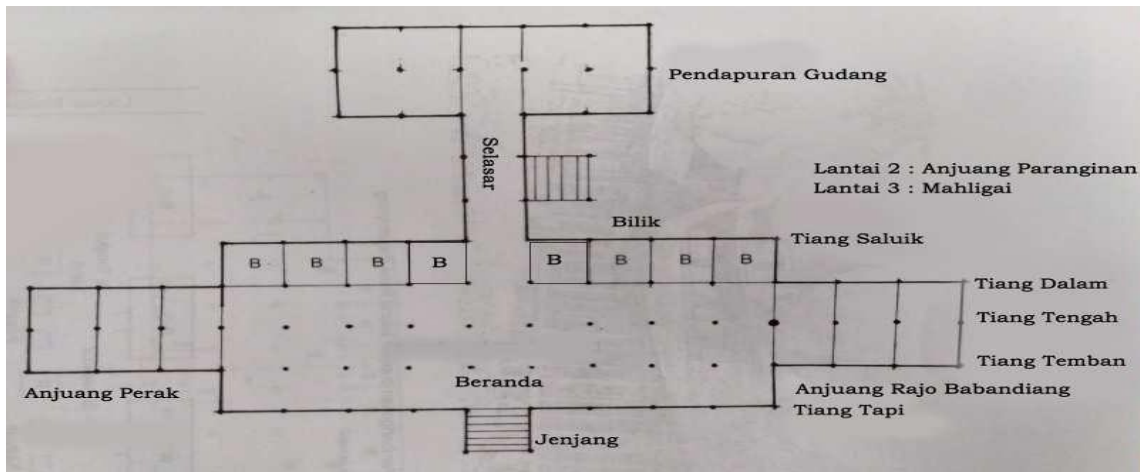 Pendapuran Gudang
Selasar
Lantai 2 : Anjuang Paranginan
Lantai 3 : Mahligai
Bilik
Tiang Saluik
B B B B B B B B
Tiang Dalam
Tiang Tengah
Tiang Temban
Anjuang Perak
Beranda
Anjuang Rajo Babandiang
Tiang Tapi
Jenjang